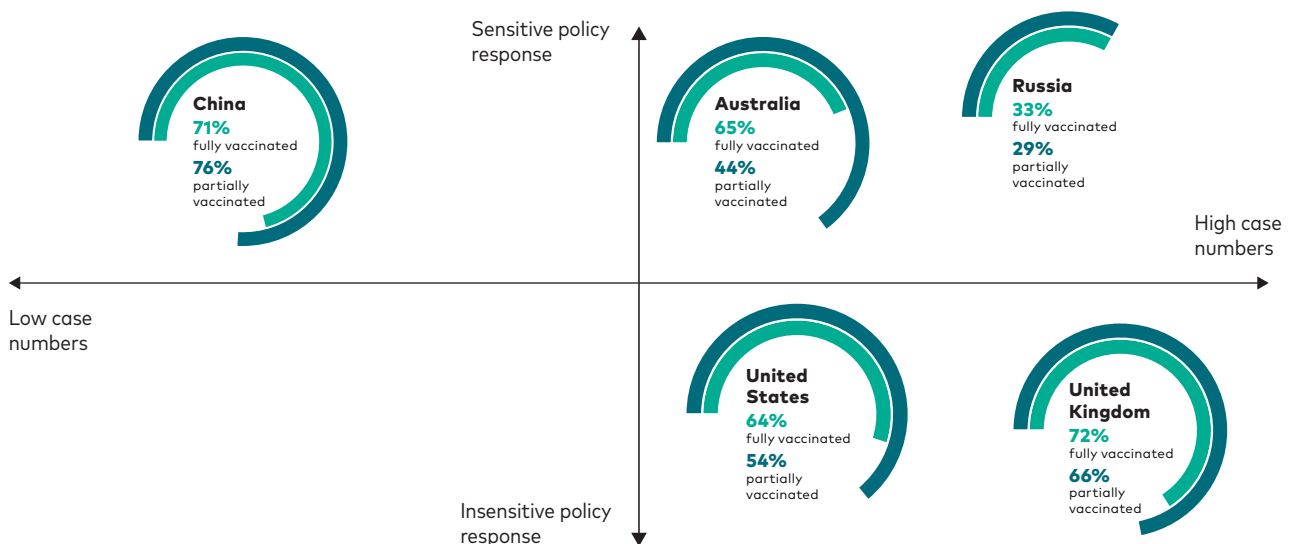 Sensitive policy
response
China
71%
fully vaccinated
76%
partially
vaccinated
Australia
65%
fully vaccinated
44%
partially
vaccinated
Russia
33%
fully vaccinated
29%
partially
vaccinated
High case
numbers
Low case
numbers
United
States
64%
fully vaccinated
54%
partially
vaccinated
United
Kingdom
72%
fully vaccinated
66%
partially
vaccinated
Insensitive policy
response